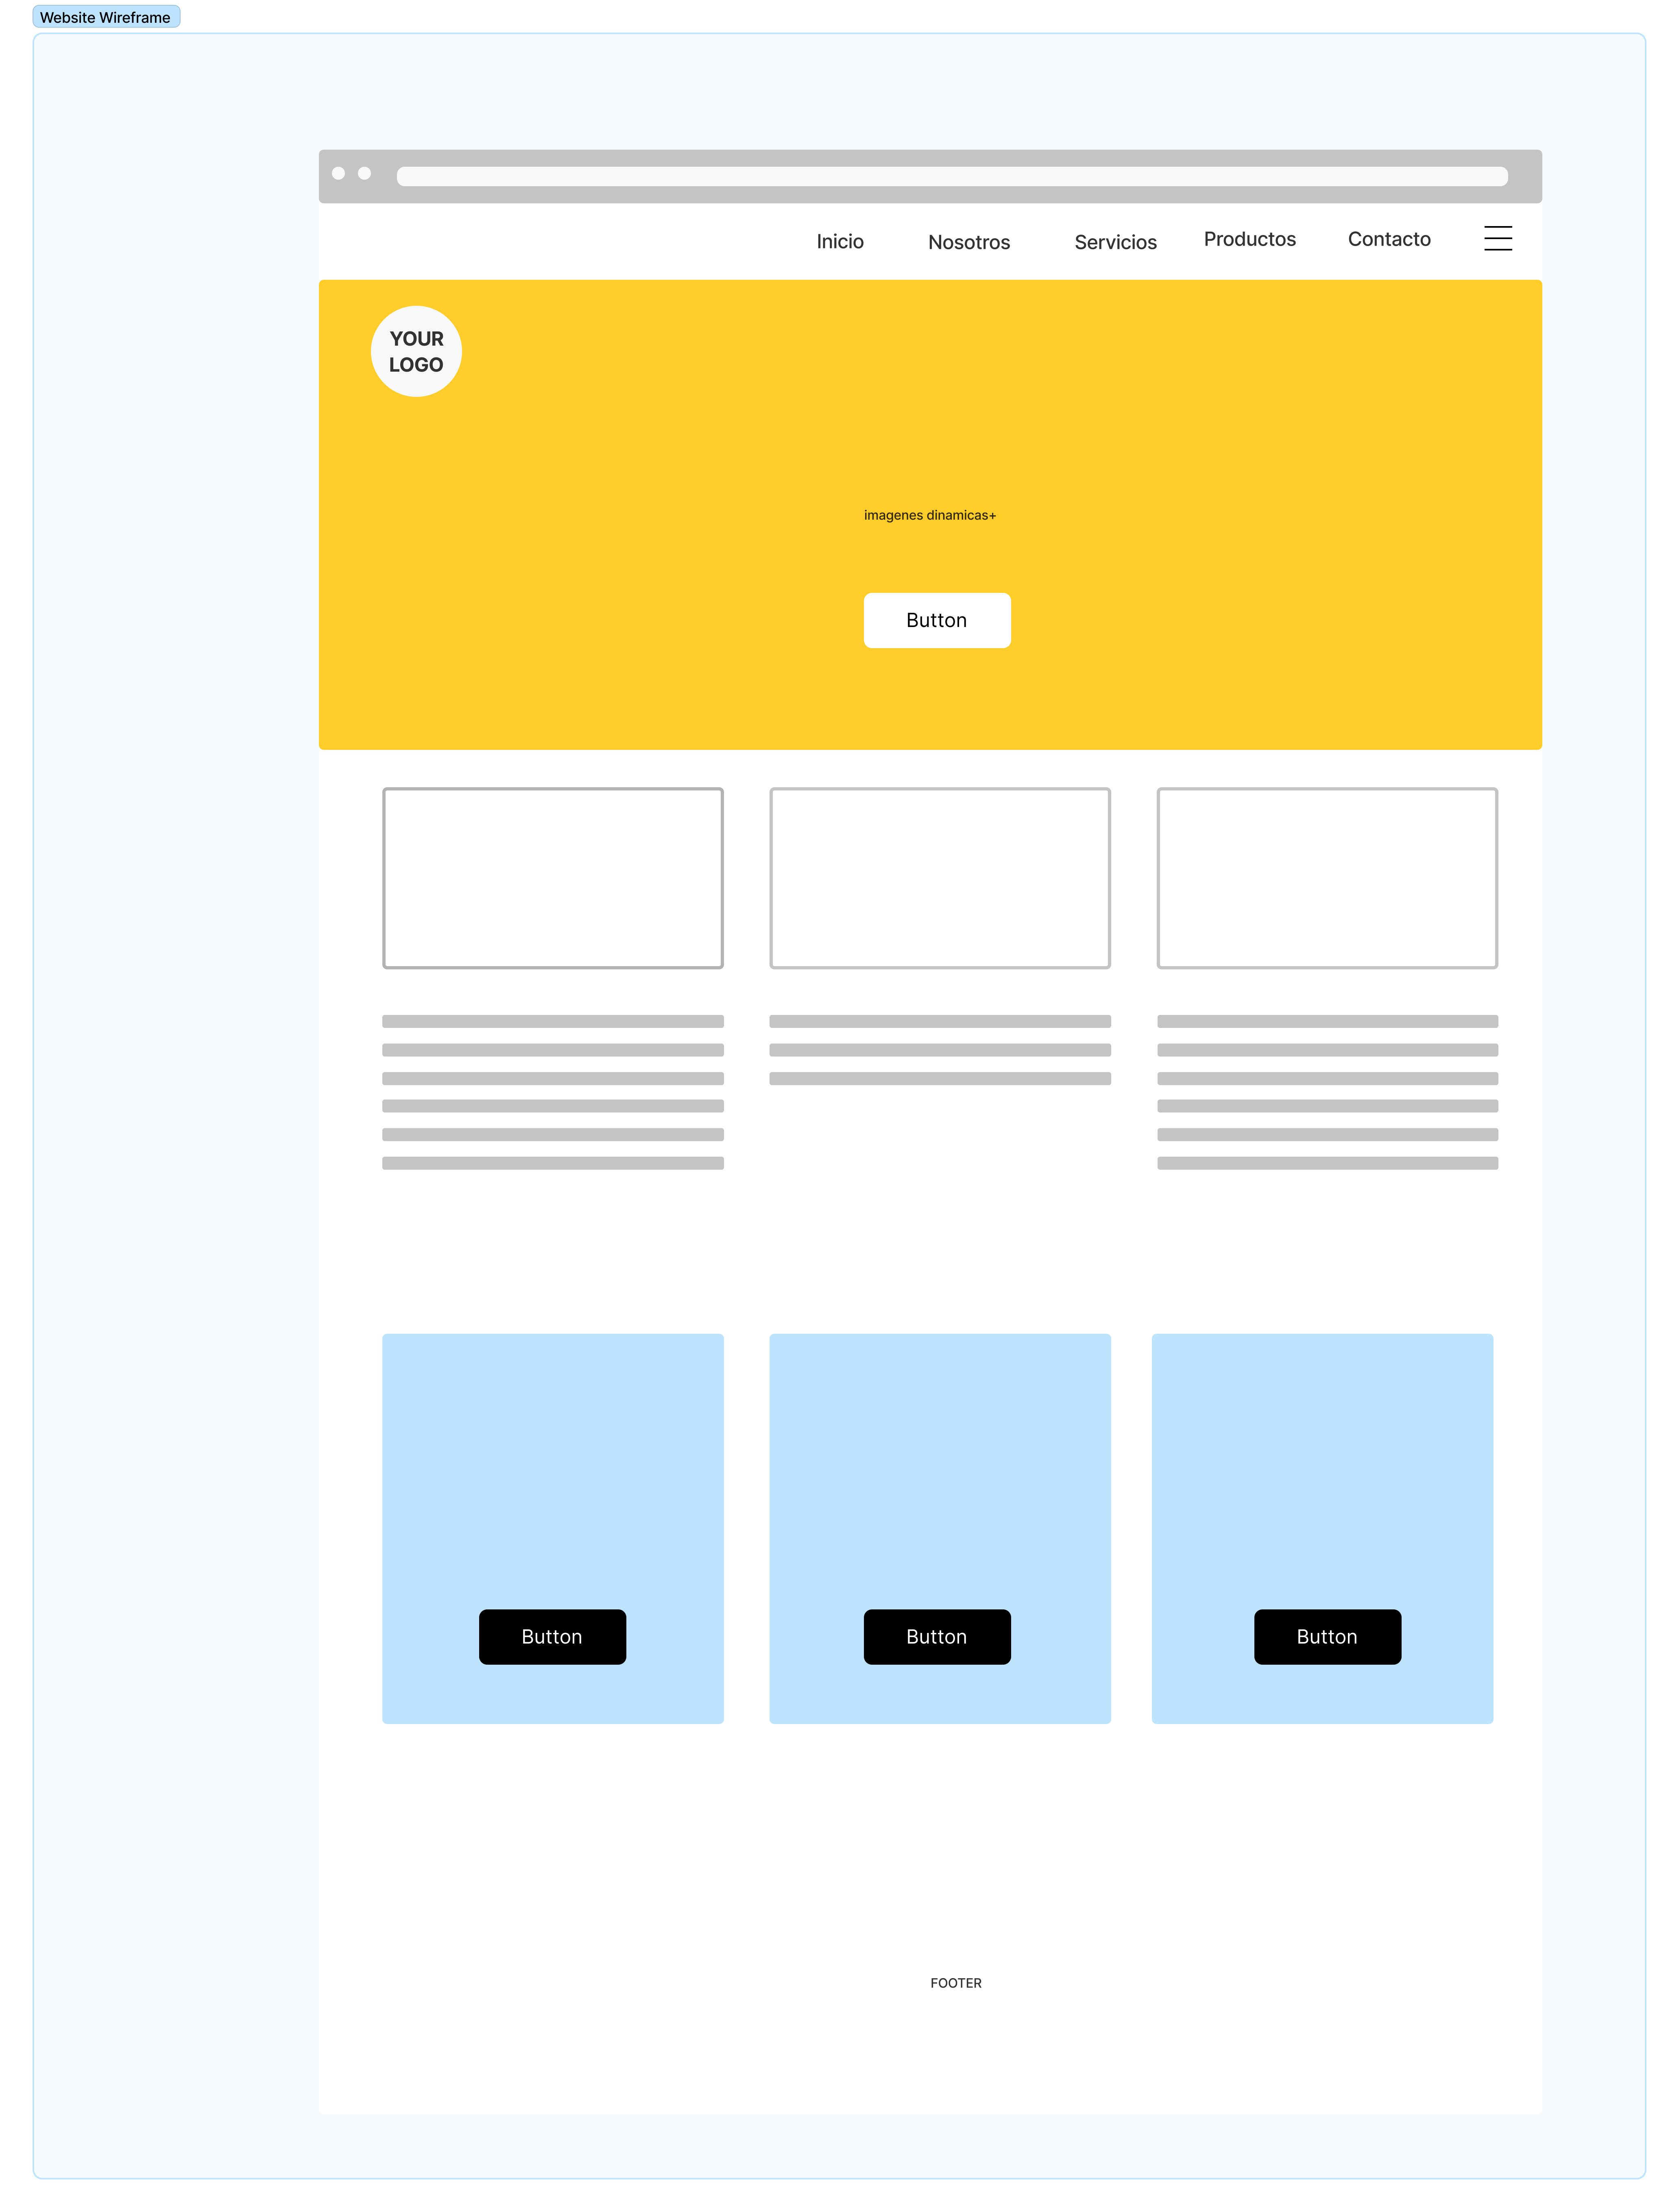 Website Wireframe
Inicio Nosotros Servicios Productos Contacto
YOUR
LOGO
imagenes dinamicas+
Button
Button Button Button
FOOTER